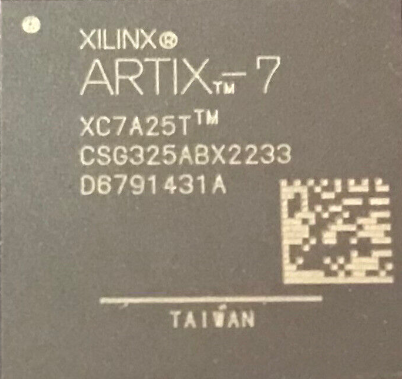 XILINX®
ARTIX™-7
XC7A25T™
CSG325ABX2233
D6791431A
TAIWAN